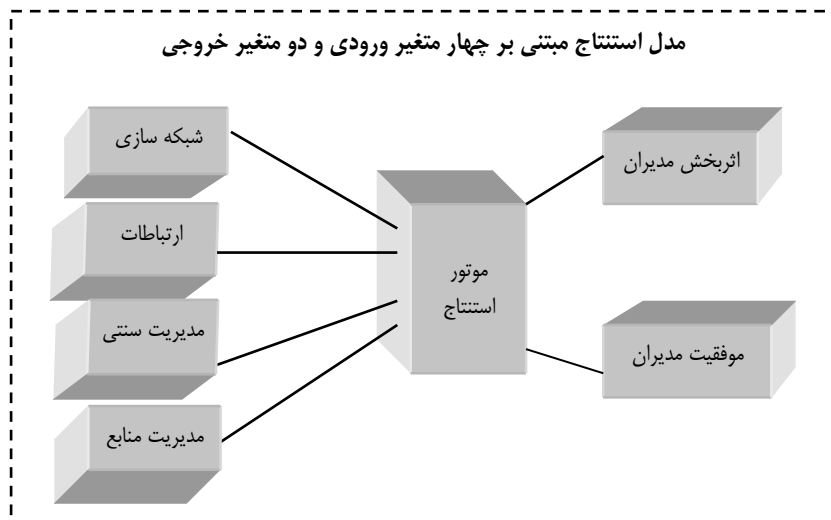 مدل استنتاج مبتنی بر چهار متغیر ورودی و دو متغیر خروجی
شبکه سازی
ارتباطات
مدیریت سنتی
مدیریت منابع
موتور
استنتاج
اثربخش مدیران
موفقیت مدیران